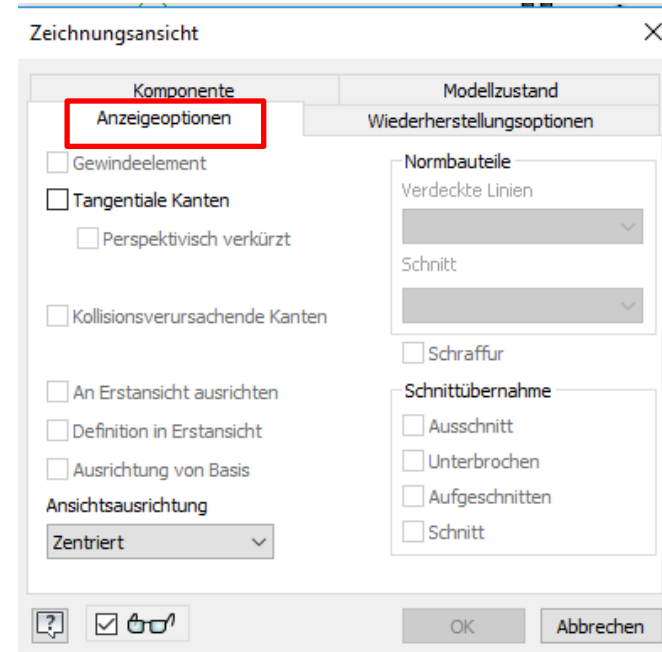 Zeichnungsansicht
Komponente
Modellzustand
Anzeigeoptionen
Wiederherstellungsoptionen
Gewindeelement
Tangentiale Kanten
Perspektivisch verkürzt
Kollisionsverursachende Kanten
An Erstansicht ausrichten
Definition in Erstansicht
Ausrichtung von Basis
Ansichtsausrichtung
Zentriert
Normbauteile
Verdeckte Linien
Schnitt
Schraffur
Schnittübernahme
Ausschnitt
Unterbrochen
Aufgeschnitten
Schnitt
?
OK
Abbrechen